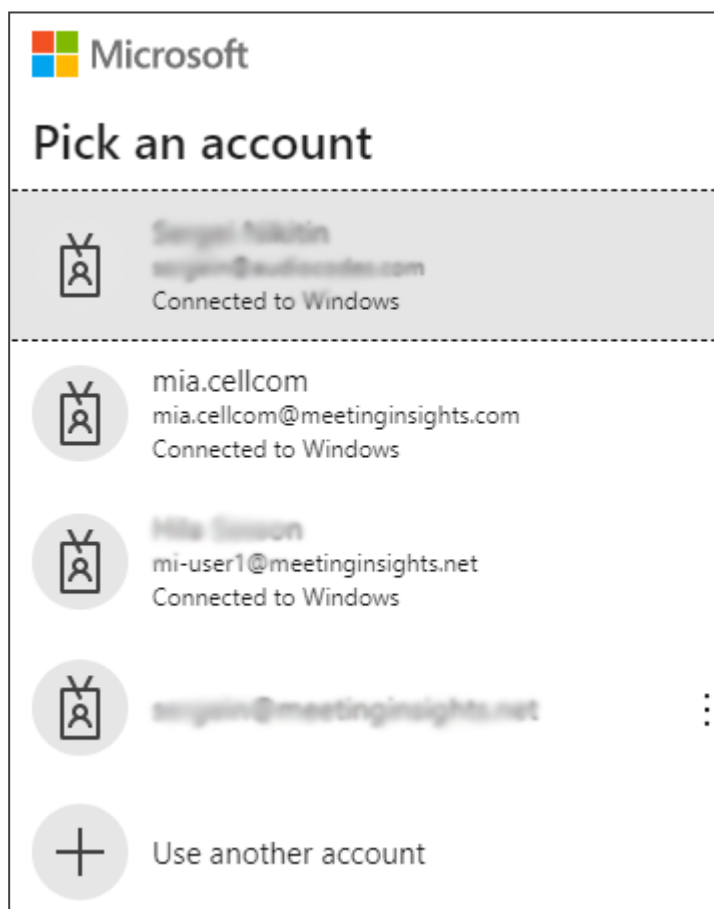 Microsoft
Pick an account
Connected to Windows
mia.cellcom
mia.cellcom@meetinginsights.com
Connected to Windows
mi-user1@meetinginsights.net
Connected to Windows
Use another account